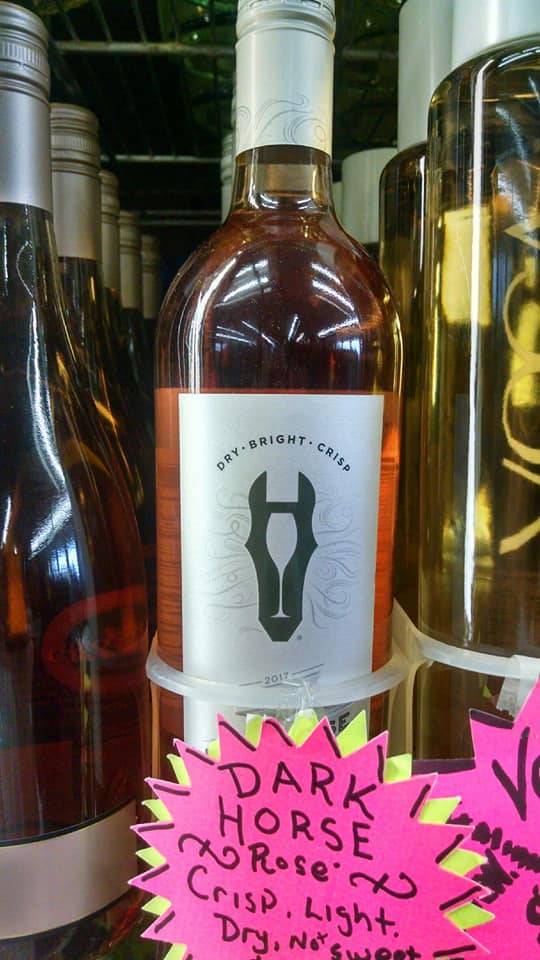 DRY · BRIGHT · CRISP
2017
DARK
HORSE
~Rose~
Crisp. Light.
Dry, Not sweet